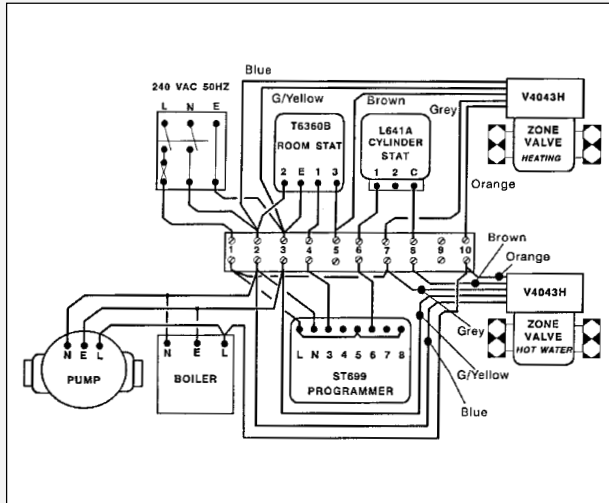 240 VAC 50HZ
L N E
Blue
G/Yellow
Brown
Grey
T6360B
ROOM STAT
2 E 1 3
L641A
CYLINDER
STAT
1 2 C
V4043H
ZONE
VALVE
HEATING
Orange
1 2 3 4 5 6 7 8 9 10
Brown
Orange
V4043H
ZONE
VALVE
HOT WATER
Grey
G/Yellow
Blue
N E L
PUMP
N E L
BOILER
L N 3 4 5 6 7 8
ST699
PROGRAMMER